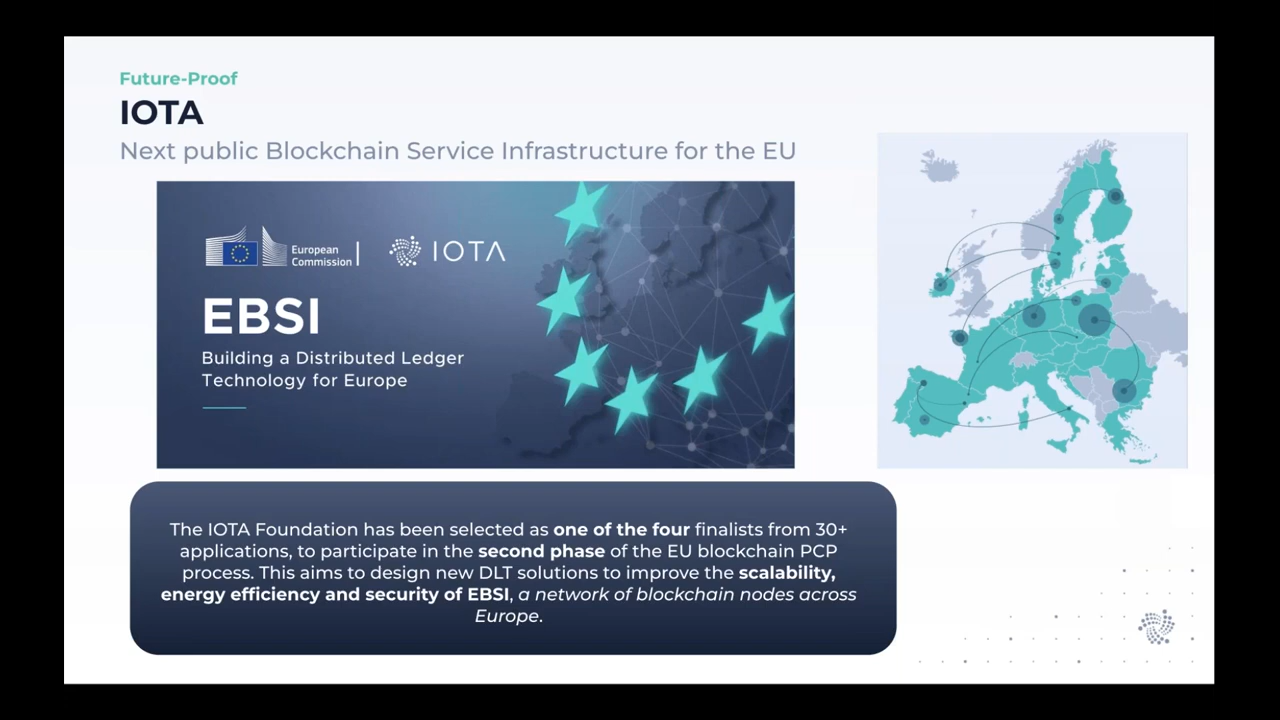 Future-Proof
IOTA
Next public Blockchain Service Infrastructure for the EU
European
Commission
IOTA
EBSI
Building a Distributed Ledger
Technology for Europe
The IOTA Foundation has been selected as one of the four finalists from 30+
applications, to participate in the second phase of the EU blockchain PCP
process. This aims to design new DLT solutions to improve the scalability,
energy efficiency and security of EBSI, a network of blockchain nodes across
Europe.